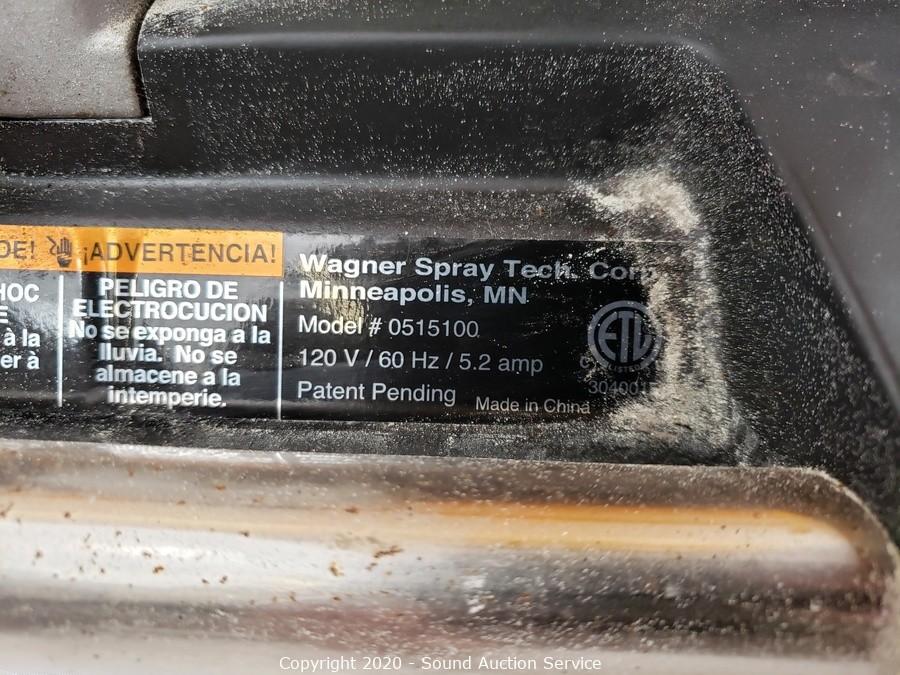 DE! ¡ADVERTENCIA!
HOC
E
à la
er à
PELIGRO DE
ELECTROCUCION
No se exponga a la
lluvia. No se
almacene a la
intemperie.
Wagner Spray Tech. Corp
Minneapolis, MN
Model # 0515100
120 V / 60 Hz / 5.2 amp
Patent Pending
Made in China
ETL
Copyright 2020 - Sound Auction Service